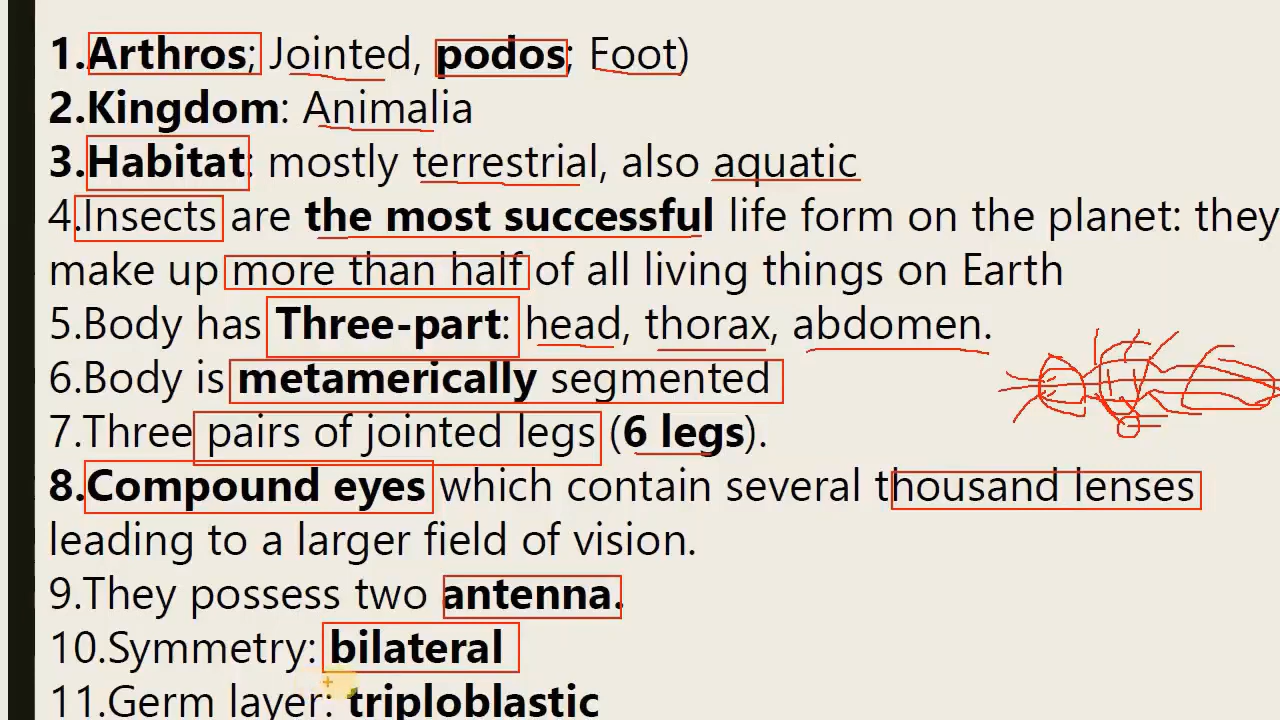 1.Arthros; Jointed, podos; Foot)
2.Kingdom: Animalia
3.Habitat: mostly terrestrial, also aquatic
4.Insects are the most successful life form on the planet: they
make up more than half of all living things on Earth
5.Body has Three-part: head, thorax, abdomen.
6.Body is metamerically segmented
7.Three pairs of jointed legs (6 legs).
8.Compound eyes which contain several thousand lenses
leading to a larger field of vision.
9.They possess two antenna.
10.Symmetry: bilateral
11.Germ layer: triploblastic